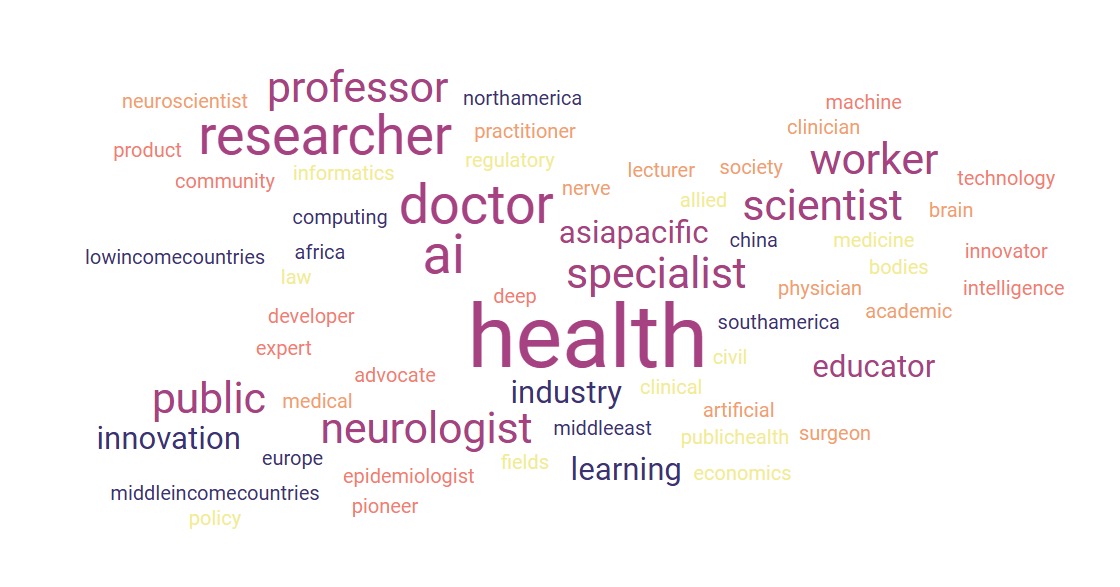 professor
neuroscientist
northamerica
machine
researcher
practitioner
clinician
product
regulatory
worker
community
informatics
lecturer
society
technology
doctor
nerve
allied
scientist
brain
computing
asiapacific
china
medicine
lowincomecountries
africa
ai
innovator
law
specialist
bodies
deep
physician
intelligence
developer
health
southamerica
academic
expert
civil
educator
advocate
industry
clinical
public
medical
artificial
innovation
neurologist
middleeast
publichealth
surgeon
europe
epidemiologist
fields
learning
economics
middleincomecountries
pioneer
policy